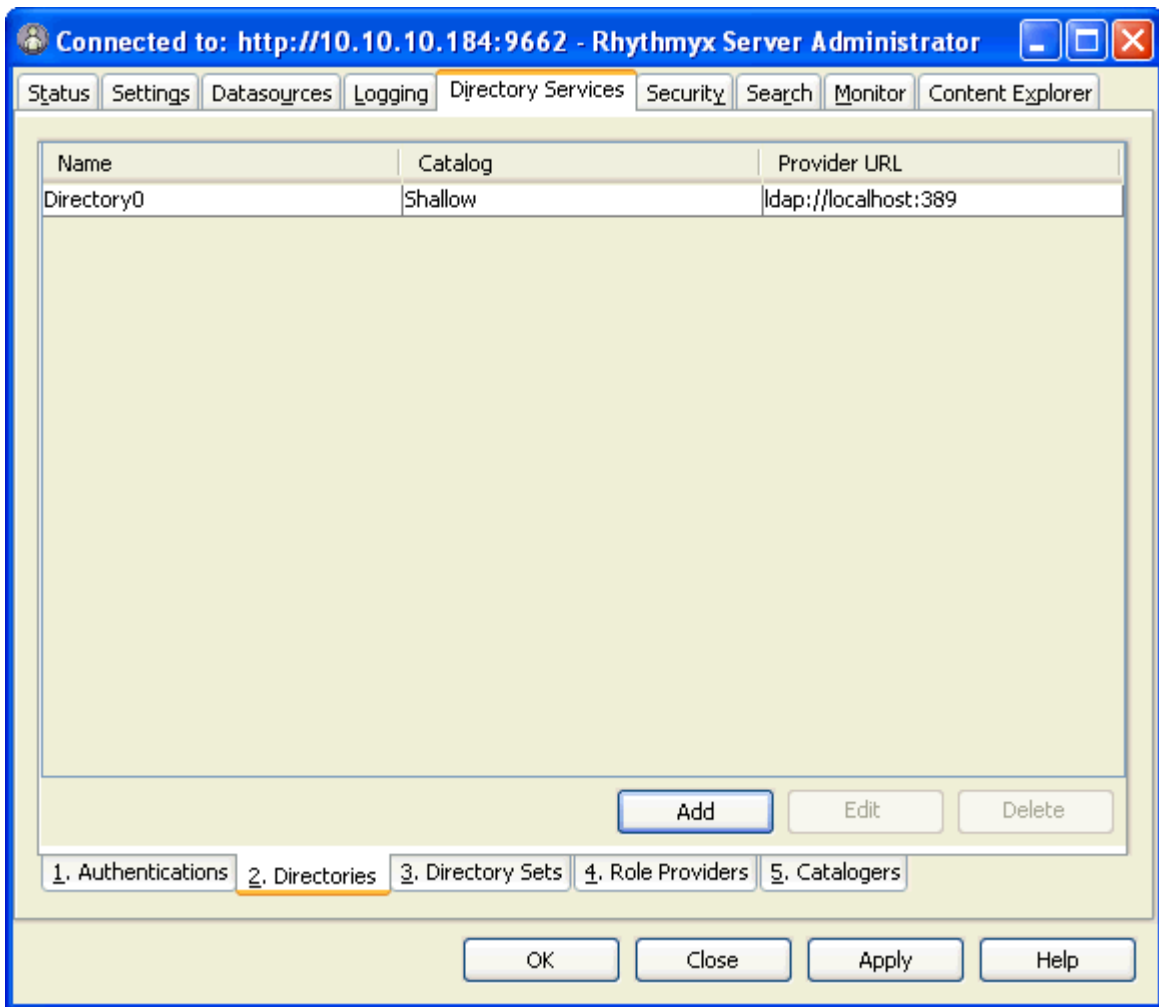 Connected to: http://10.10.10.184:9662 - Rhythmyx Server Administrator
Status Settings Datasources Logging Directory Services Security Search Monitor Content Explorer
Name Catalog Provider URL
Directory0 Shallow ldap://localhost:389
Add Edit Delete
1. Authentications 2. Directories 3. Directory Sets 4. Role Providers 5. Catalogers
OK Close Apply Help